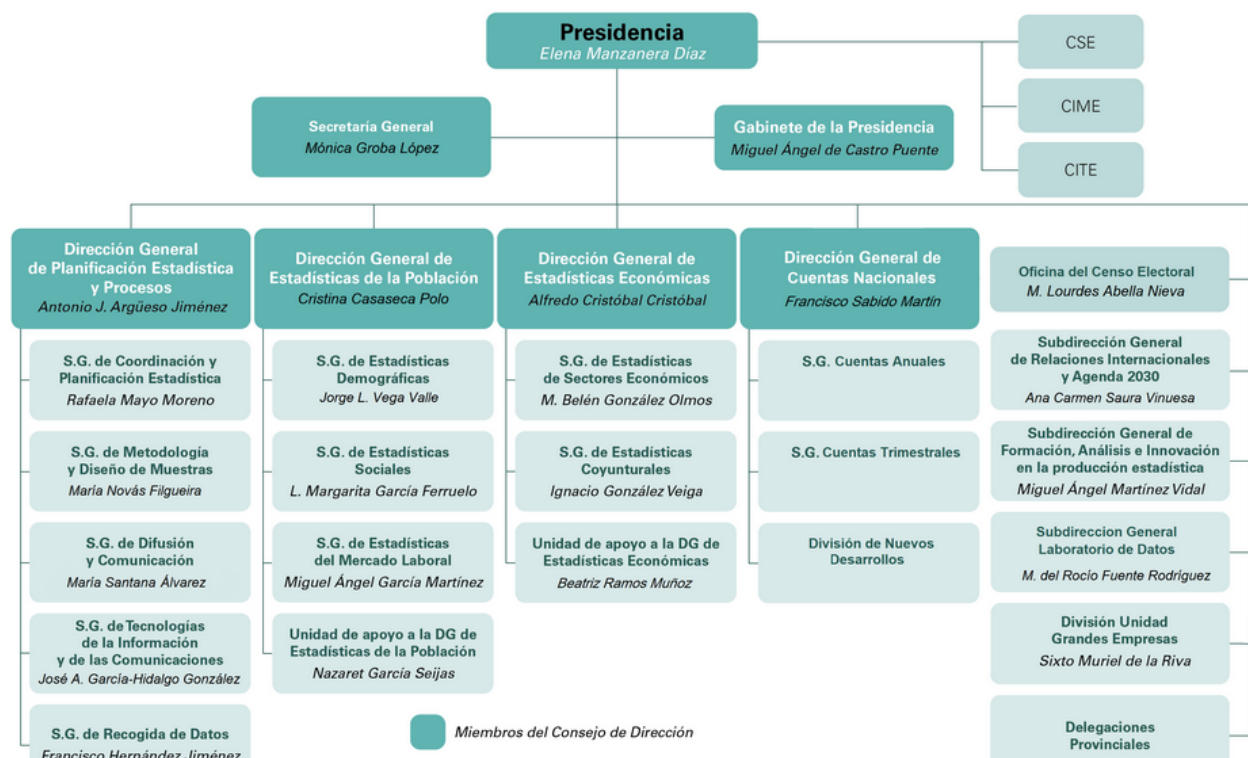 Presidencia
Elena Manzanera Díaz
CSE
CIME
CITE
Secretaría General
Mónica Groba López
Gabinete de la Presidencia
Miguel Ángel de Castro Puente
Dirección General
de Planificación Estadística
y Procesos
Antonio J. Argüeso Jiménez
S.G. de Coordinación y
Planificación Estadística
Rafaela Mayo Moreno
S.G. de Metodología
y Diseño de Muestras
María Novás Filgueira
S.G. de Difusión
y Comunicación
María Santana Álvarez
S.G. de Tecnologías
de la Información
y de las Comunicaciones
José A. García-Hidalgo González
S.G. de Recogida de Datos
Francisco Hernández Jiménez
Dirección General de
Estadísticas de la Población
Cristina Casaseca Polo
S.G. de Estadísticas
Demográficas
Jorge L. Vega Valle
S.G. de Estadísticas
Sociales
L. Margarita García Ferruelo
S.G. de Estadísticas
del Mercado Laboral
Miguel Ángel García Martínez
Unidad de apoyo a la DG de
Estadísticas de la Población
Nazaret García Seijas
Dirección General de
Estadísticas Económicas
Alfredo Cristóbal Cristóbal
S.G. de Estadísticas
de Sectores Económicos
M. Belén González Olmos
S.G. de Estadísticas
Coyunturales
Ignacio González Veiga
Unidad de apoyo a la DG de
Estadísticas Económicas
Beatriz Ramos Muñoz
Dirección General de
Cuentas Nacionales
Francisco Sabido Martín
S.G. Cuentas Anuales
S.G. Cuentas Trimestrales
División de Nuevos
Desarrollos
Oficina del Censo Electoral
M. Lourdes Abella Nieva
Subdirección General
de Relaciones Internacionales
y Agenda 2030
Ana Carmen Saura Vinuesa
Subdirección General de
Formación, Análisis e Innovación
en la producción estadística
Miguel Ángel Martínez Vidal
Subdireccion General
Laboratorio de Datos
M. del Rocío Fuente Rodríguez
División Unidad
Grandes Empresas
Sixto Muriel de la Riva
Delegaciones
Provinciales
Miembros del Consejo de Dirección